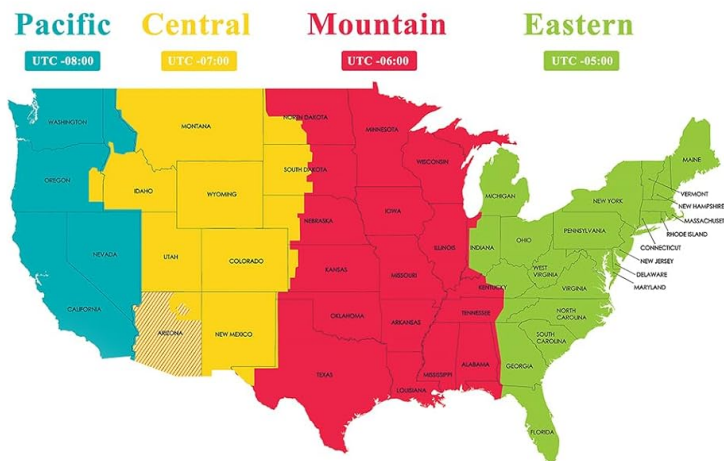 Pacific Central Mountain Eastern
UTC -08:00 UTC -07:00 UTC -06:00 UTC -05:00
WASHINGTON
MONTANA
NORTH DAKOTA
MINNESOTA
MAINE
OREGON
IDAHO
WYOMING
SOUTH DAKOTA
WISCONSIN
MICHIGAN
VERMONT
NEW HAMPSHIRE
NEW YORK
MASSACHUSET
RHODE ISLAND
NEBRASKA
IOWA
PENNSYLVANIA
CONNECTICUT
NEVADA
UTAH
COLORADO
ILLINOIS
INDIANA
OHIO
NEW JERSEY
DELAWARE
KANSAS
MISSOURI
WEST
VIRGINIA
MARYLAND
KENTUCKY
VIRGINIA
CALIFORNIA
ARIZONA
NEW MEXICO
OKLAHOMA
ARKANSAS
TENNESSEE
NORTH
CAROLINA
SOUTH
CAROLINA
TEXAS
LOUISIANA
MISSISSIPPI
ALABAMA
GEORGIA
FLORIDA